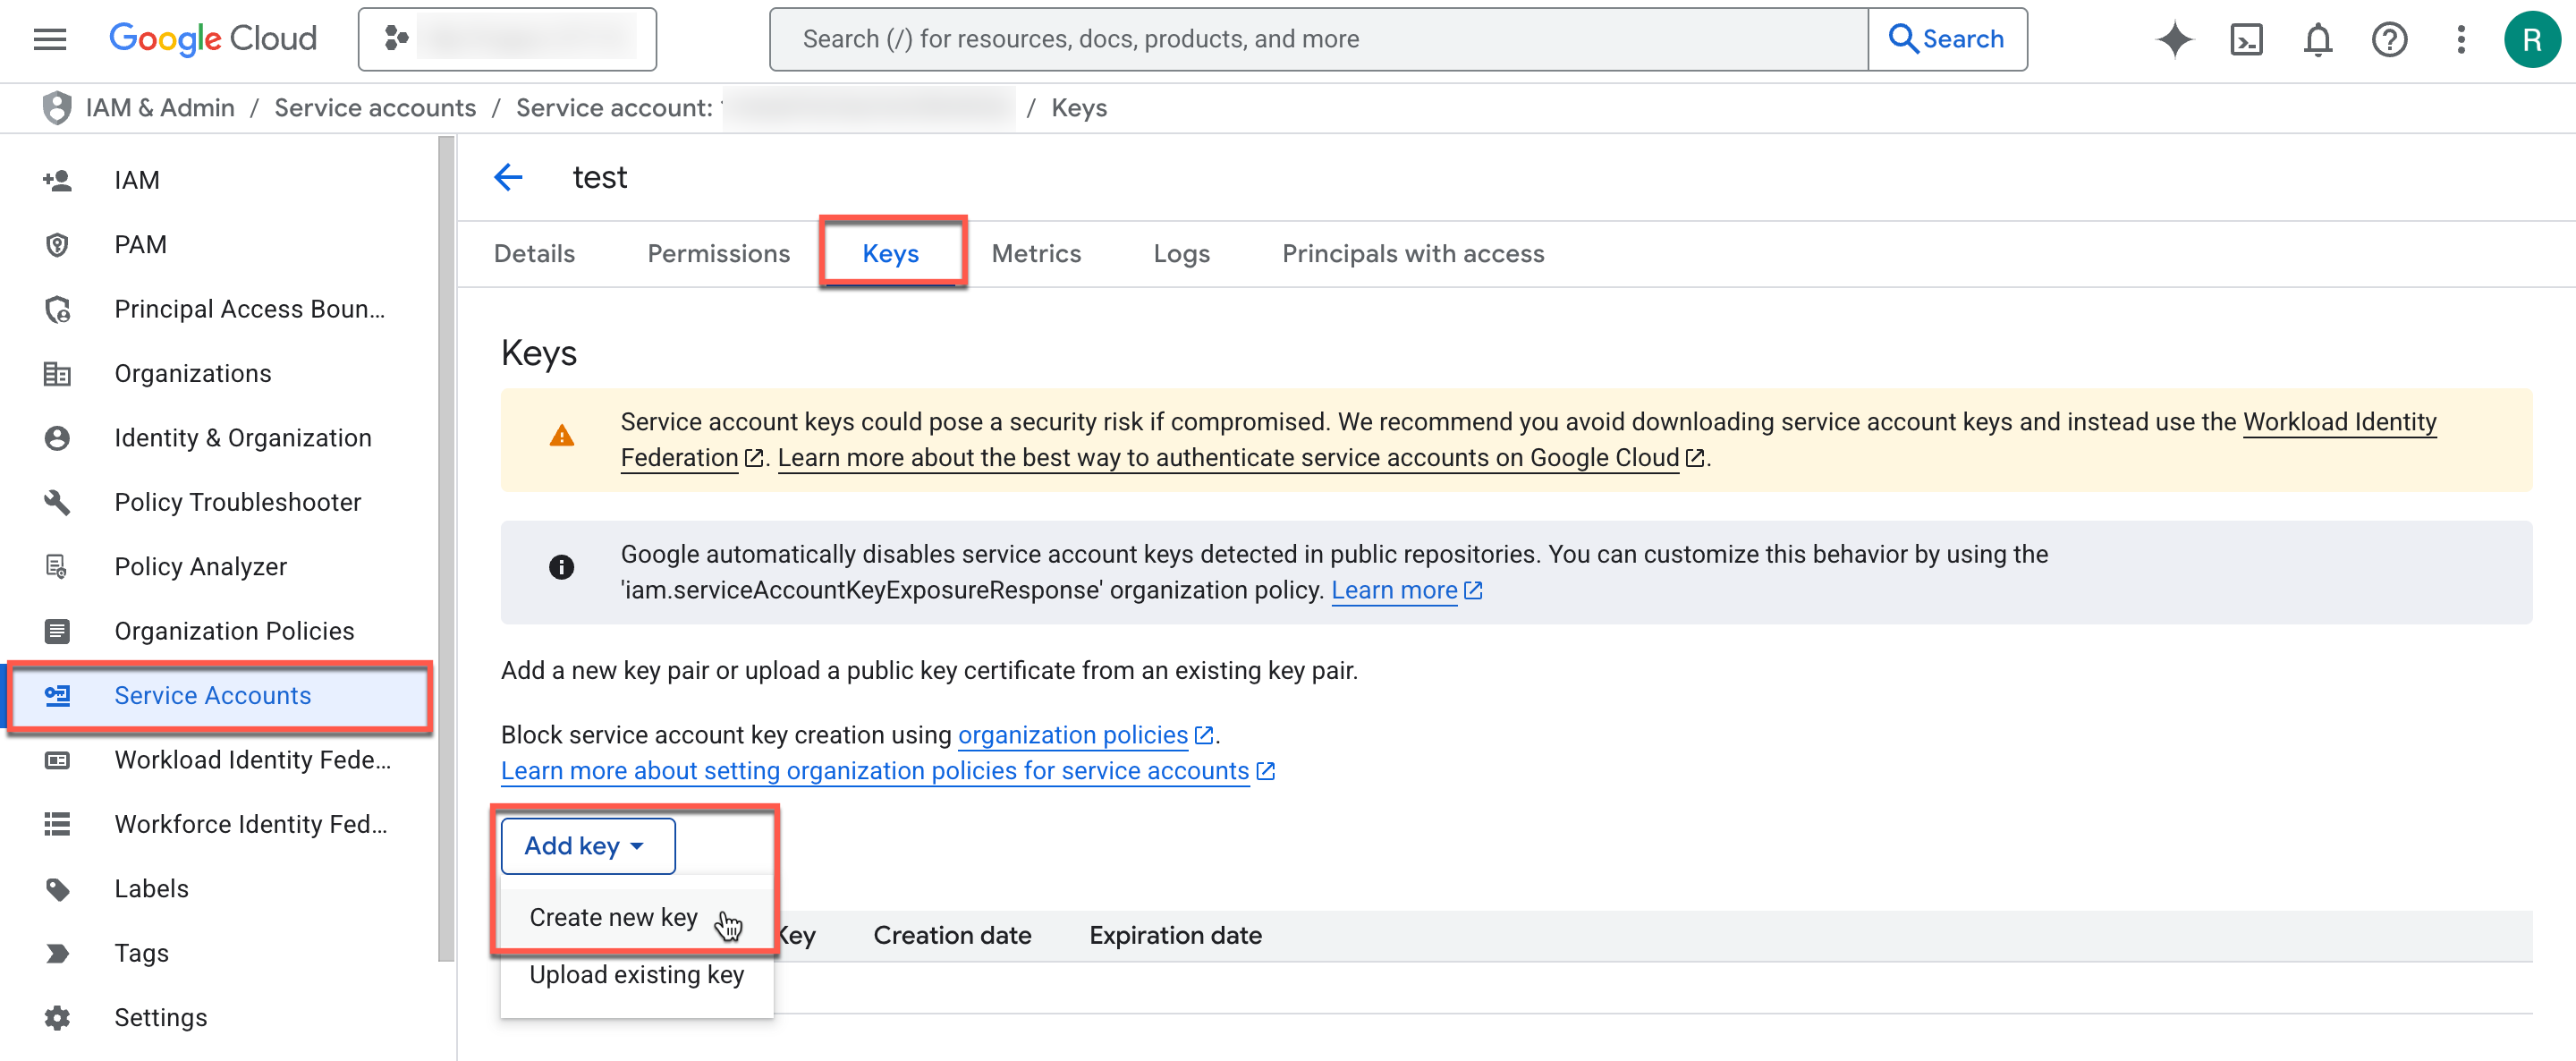 Google Cloud
Search (/) for resources, docs, products, and more
Search
R
IAM & Admin / Service accounts / Service account: / Keys
IAM
PAM
Principal Access Boun...
Organizations
Identity & Organization
Policy Troubleshooter
Policy Analyzer
Organization Policies
Service Accounts
Workload Identity Fede...
Workforce Identity Fed...
Labels
Tags
Settings
test
Details Permissions Keys Metrics Logs Principals with access
Keys
Service account keys could pose a security risk if compromised. We recommend you avoid downloading service account keys and instead use the Workload Identity
Federation. Learn more about the best way to authenticate service accounts on Google Cloud.
Google automatically disables service account keys detected in public repositories. You can customize this behavior by using the
'iam.serviceAccountKeyExposureResponse' organization policy. Learn more
Add a new key pair or upload a public key certificate from an existing key pair.
Block service account key creation using organization policies.
Learn more about setting organization policies for service accounts
Add key
Create new key
Upload existing key
Key Creation date Expiration date